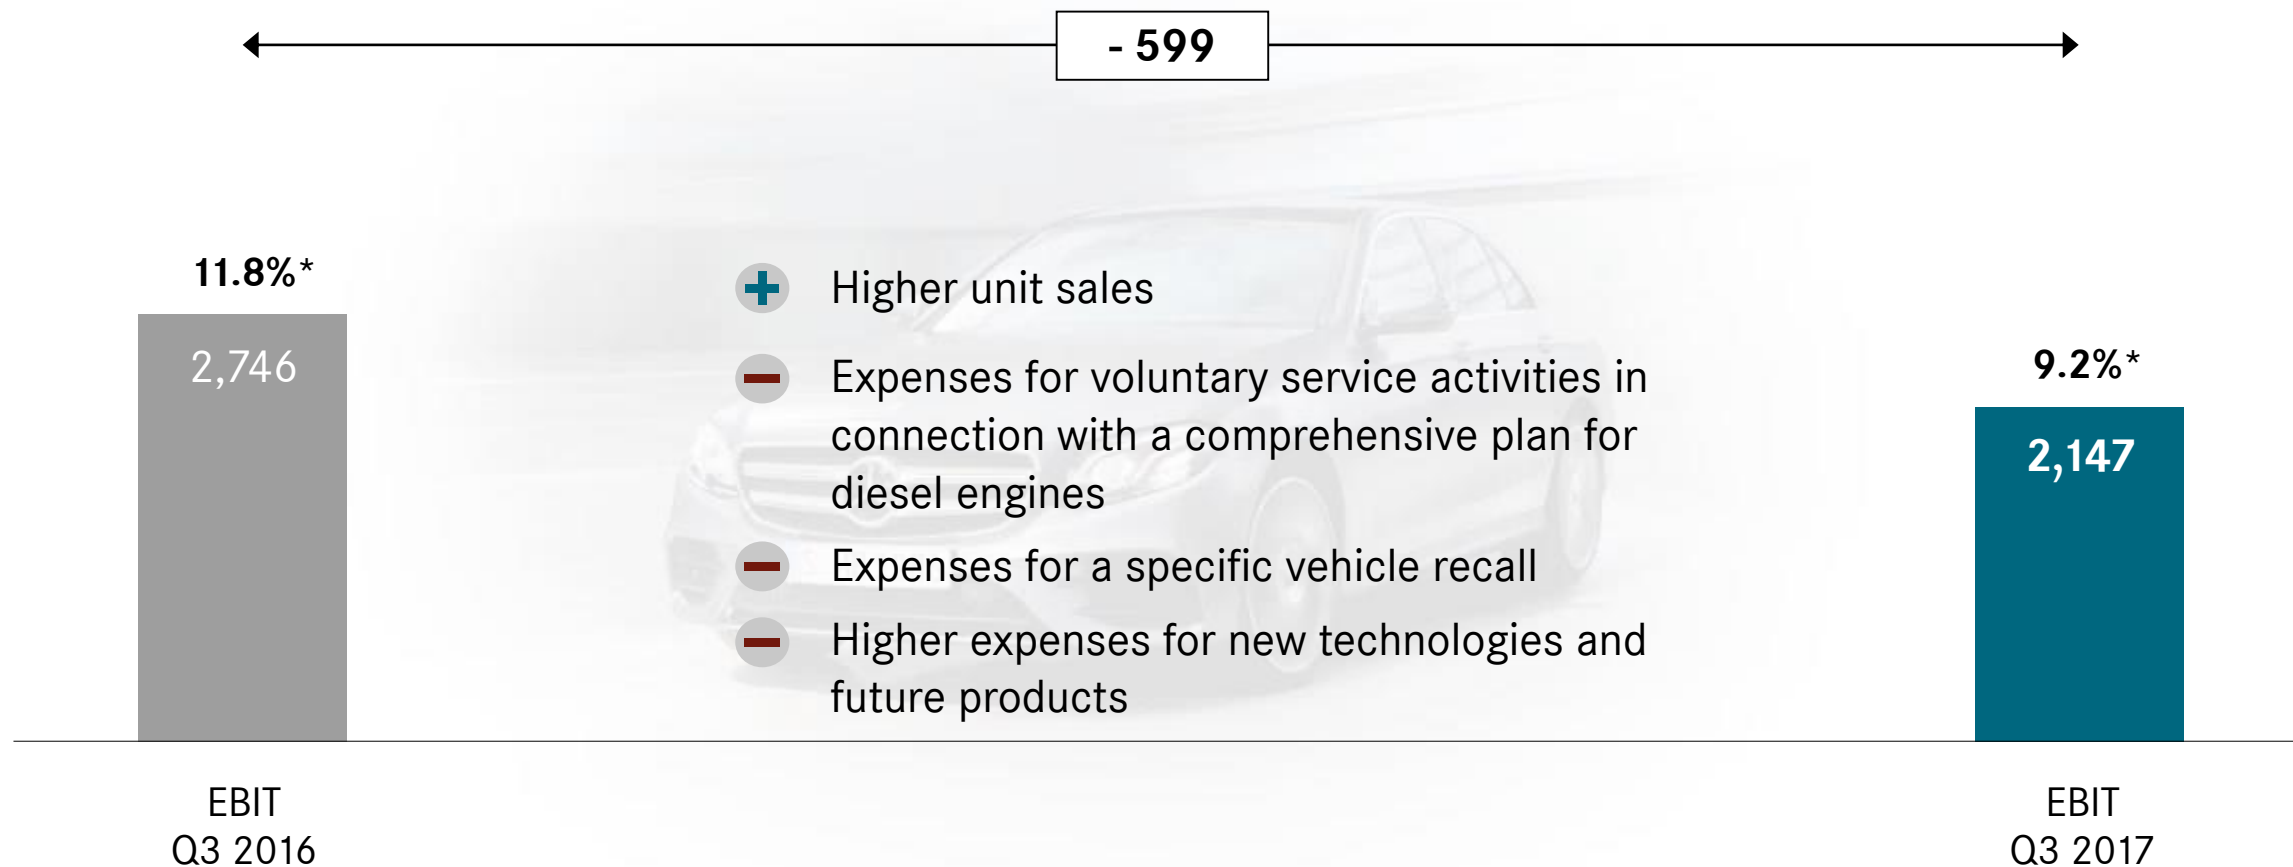 - 599
11.8%*
2,746
Higher unit sales
Expenses for voluntary service activities in
connection with a comprehensive plan for
diesel engines
Expenses for a specific vehicle recall
Higher expenses for new technologies and
future products
9.2%*
2,147
EBIT
Q3 2016
EBIT
Q3 2017